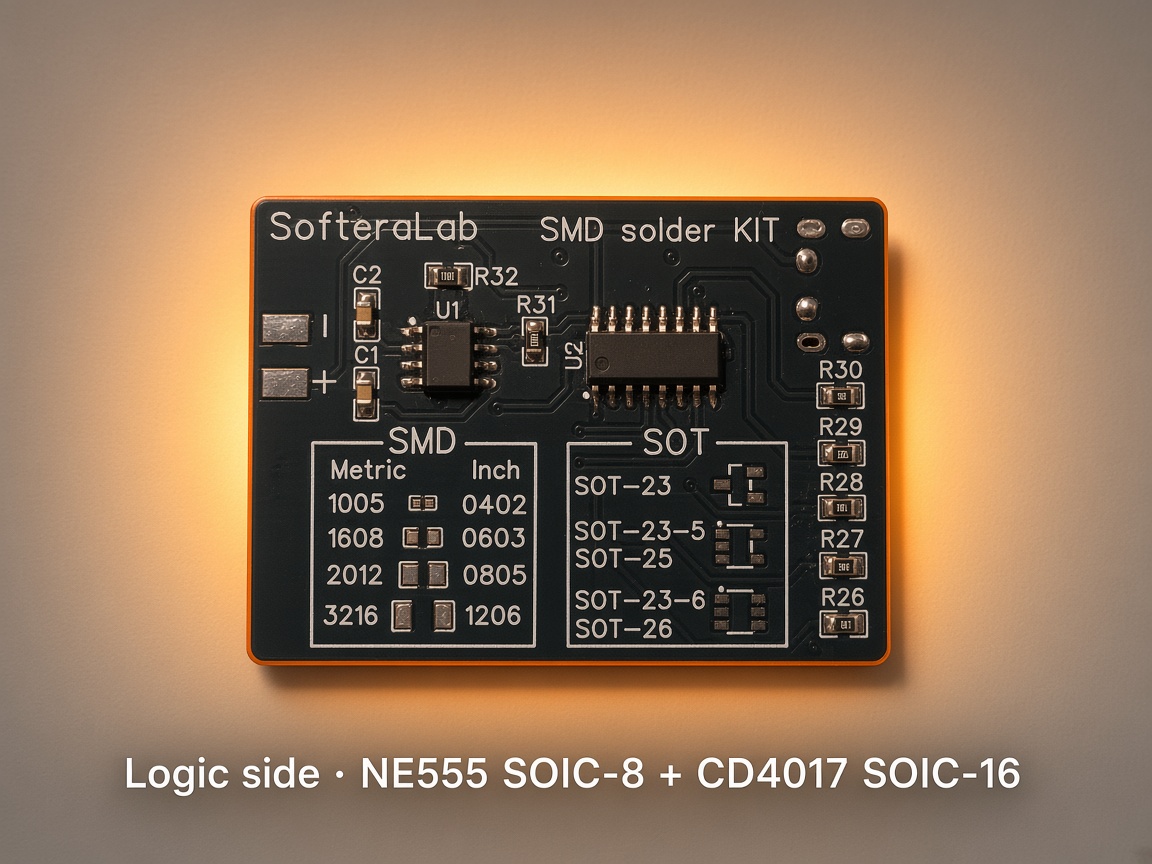 SofteraLab
SMD solder KIT
C2
R32
U1
R31
C1
U2
–
+
R30
R29
R28
R27
R26
SMD
Metric Inch
1005 0402
1608 0603
2012 0805
3216 1206
SOT
SOT-23
SOT-23-5
SOT-25
SOT-23-6
SOT-26
Logic side · NE555 SOIC-8 + CD4017 SOIC-16